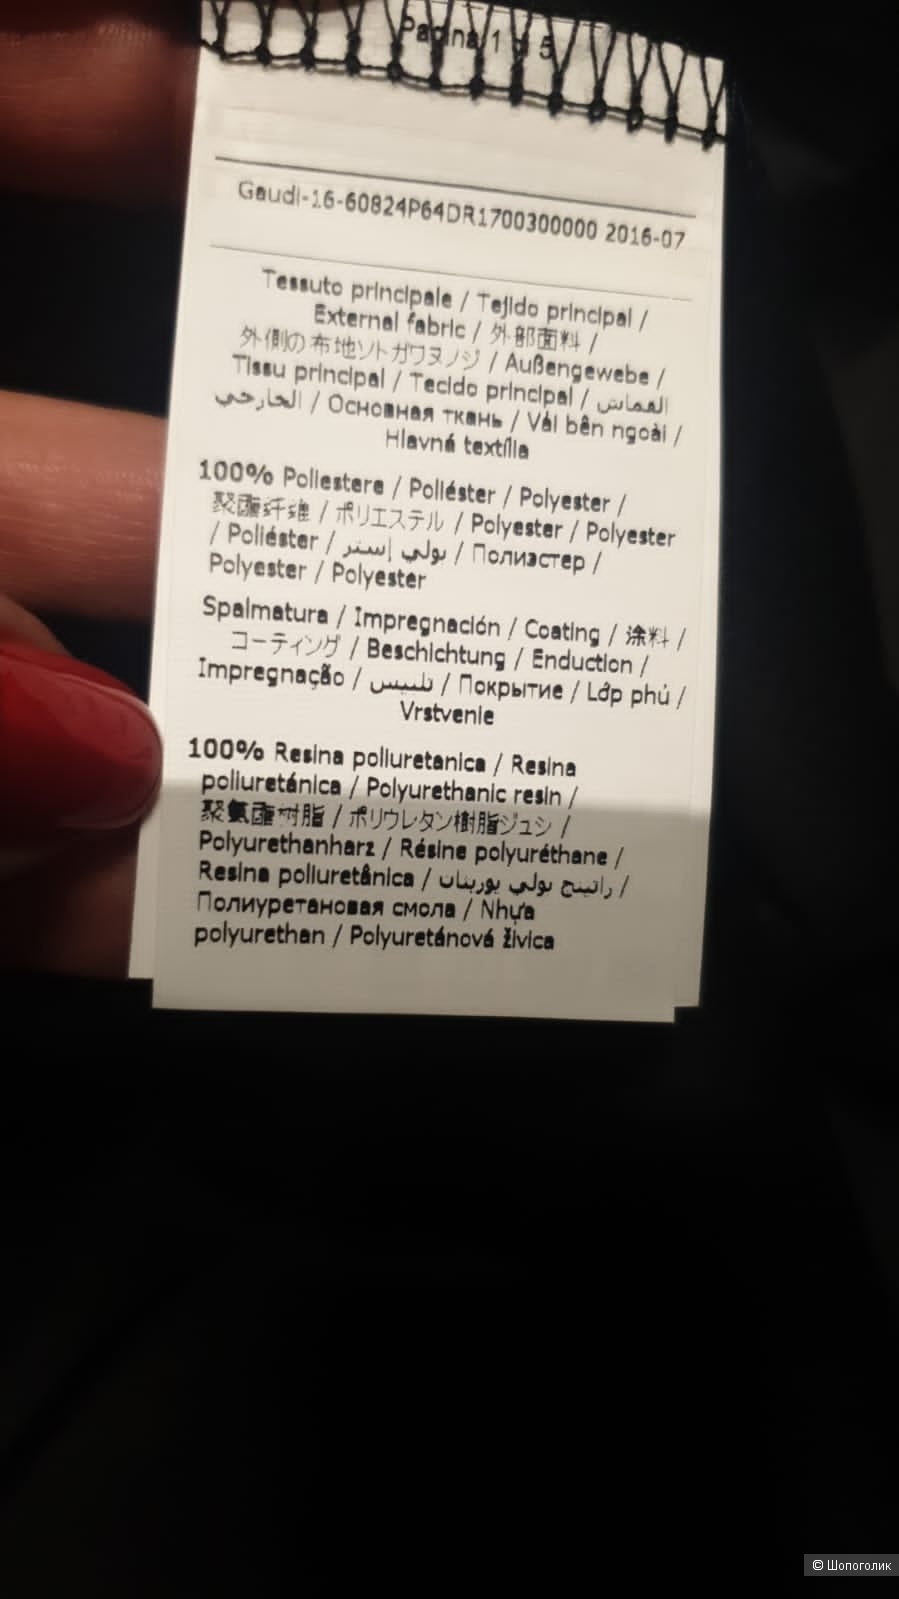 Pagina 1 5
Gaudi-16-60824P64DR1700300000 2016-07
Tessuto principale / Tejido principal /
External fabric / 外部面料 /
外側の布地ソトガワヌノジ / Außengewebe /
Tissu principal / Tecido principal / القماش
الخارجي / Основная ткань / Vải bên ngoài /
Hlavná textília
100% Poliestere / Poliéster / Polyester /
聚酯纤维 / ポリエステル / Polyester / Polyester
/ Poliéster / بولي إستر / Полиэстер /
Polyester / Polyester
Spalmatura / Impregnación / Coating / 涂料 /
コーティング / Beschichtung / Enduction /
Impregnação / تلبيس / Покрытие / Lớp phủ /
Vrstvenie
100% Resina poliuretanica / Resina
poliuretánica / Polyurethanic resin /
聚氨酯树脂 / ポリウレタン樹脂ジュシ /
Polyurethanharz / Résine polyuréthane /
Resina poliuretânica / راتينج بولي يوريثان /
Полиуретановая смола / Nhựa
polyurethan / Polyuretánová živica
© Шопоголик